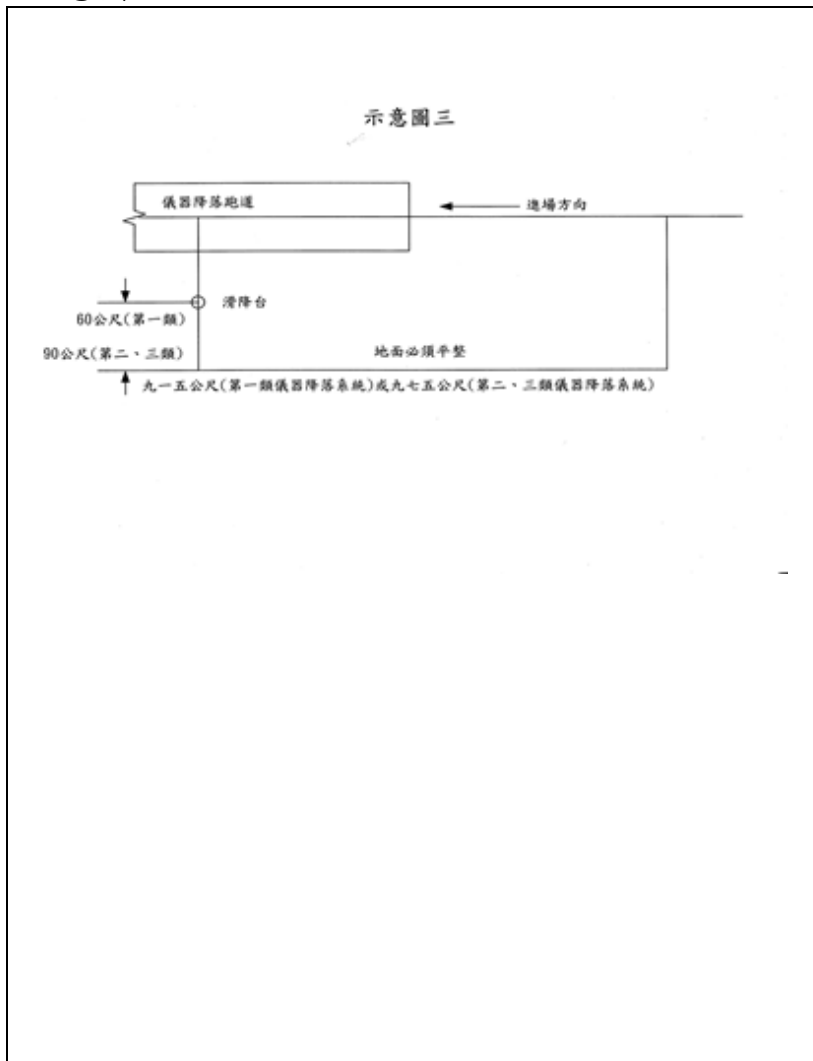 示意圖三
儀器降落跑道
進場方向
滑降台
60公尺(第一類)
90公尺(第二、三類)
地面必須平整
九一五公尺(第一類儀器降落系統)或九七五公尺(第二、三類儀器降落系統)